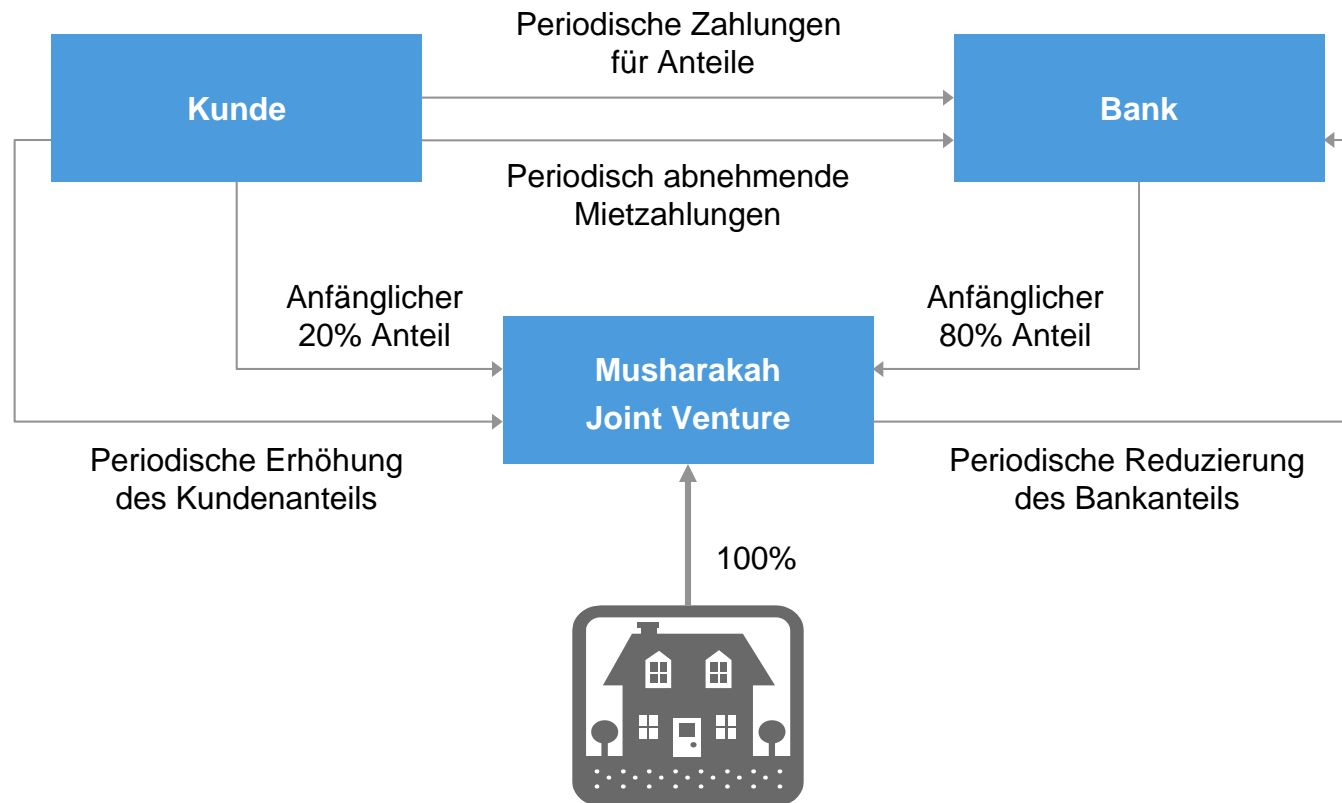 Periodische Zahlungen
für Anteile
Kunde
Bank
Periodisch abnehmende
Mietzahlungen
Anfänglicher
20% Anteil
Anfänglicher
80% Anteil
Musharakah
Joint Venture
Periodische Erhöhung
des Kundenanteils
Periodische Reduzierung
des Bankanteils
100%